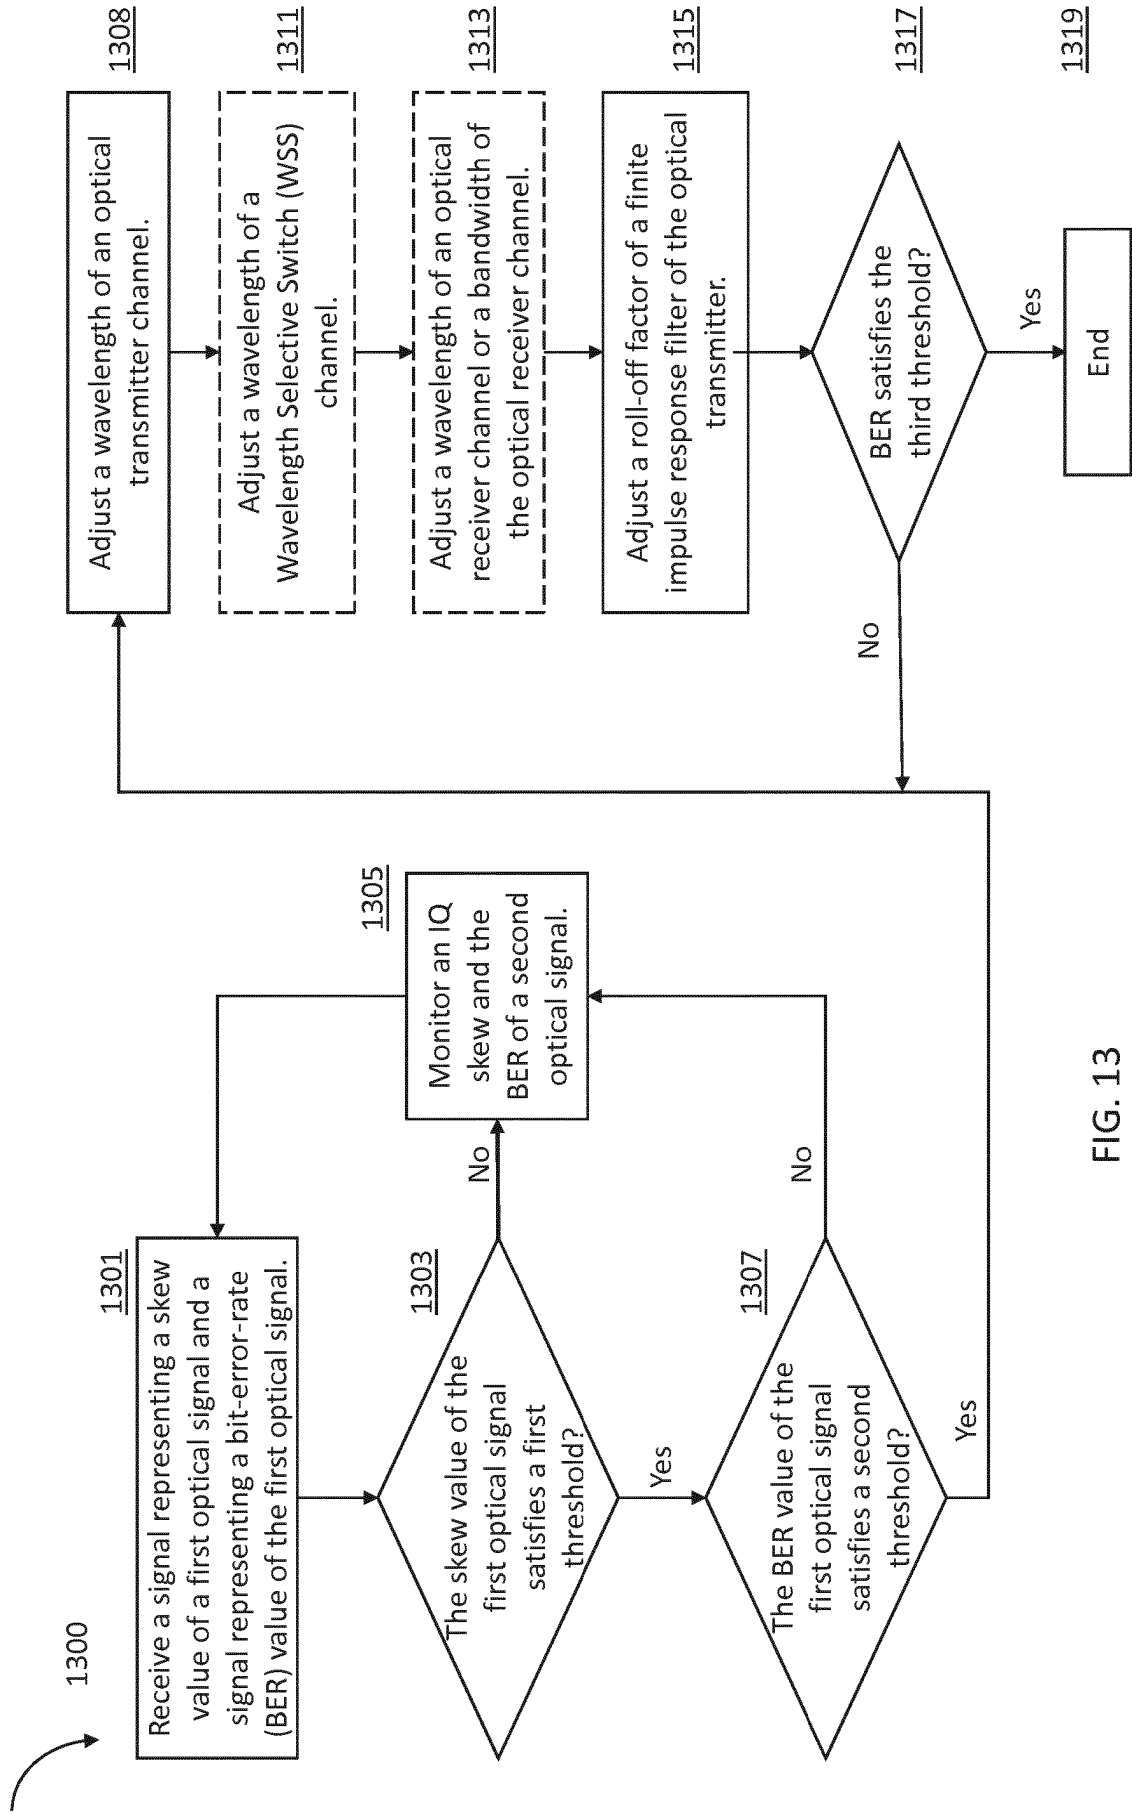 1300
1301
Receive a signal representing a skew
value of a first optical signal and a
signal representing a bit-error-rate
(BER) value of the first optical signal.
1303
The skew value of the
first optical signal
satisfies a first
threshold?
No
Yes
1305
Monitor an IQ
skew and the
BER of a second
optical signal.
1307
The BER value of the
first optical signal
satisfies a second
threshold?
No
Yes
1308
Adjust a wavelength of an optical
transmitter channel.
1311
Adjust a wavelength of a
Wavelength Selective Switch (WSS)
channel.
1313
Adjust a wavelength of an optical
receiver channel or a bandwidth of
the optical receiver channel.
1315
Adjust a roll-off factor of a finite
impulse response filter of the optical
transmitter.
1317
BER satisfies the
third threshold?
No
Yes
1319
End
FIG. 13